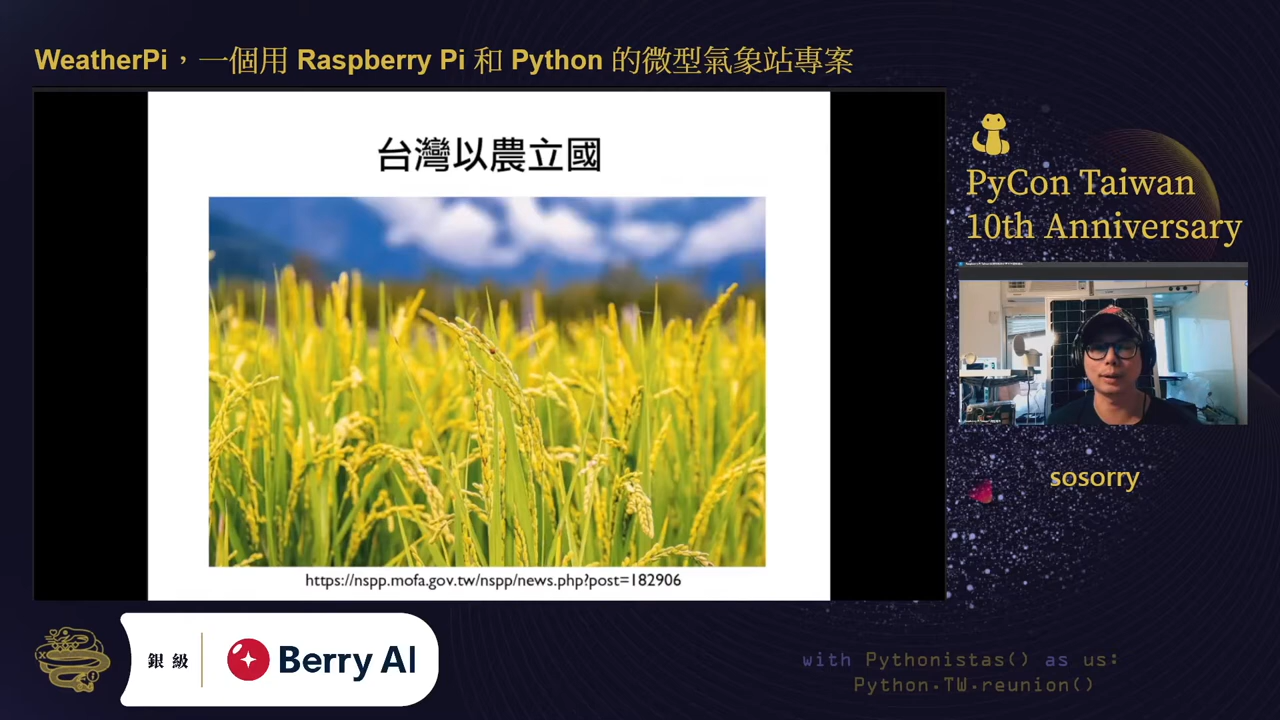 WeatherPi，一個用 Raspberry Pi 和 Python 的微型氣象站專案
台灣以農立國
https://nspp.mofa.gov.tw/nspp/news.php?post=182906
PyCon Taiwan
10th Anniversary
sosorry
銀級
Berry AI
with Pythonistas() as us:
Python.TW.reunion()